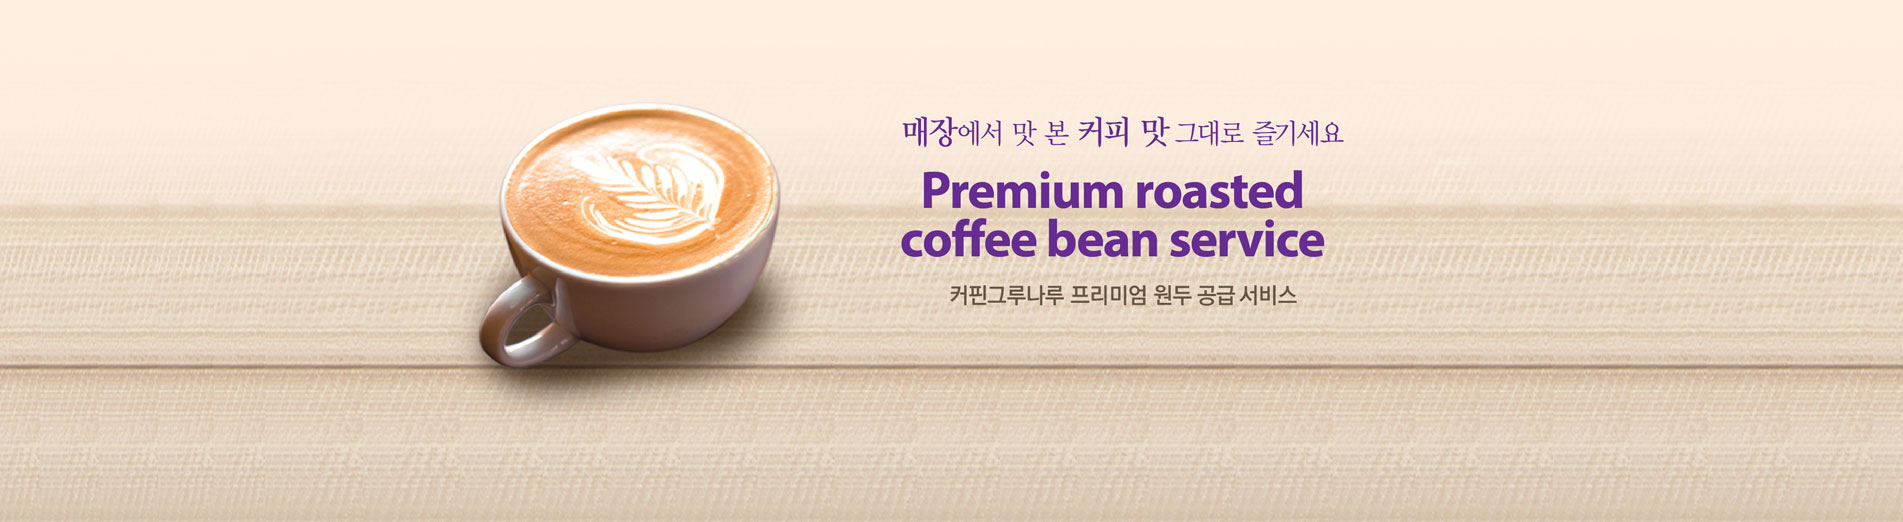 매장에서 맛 본 커피 맛 그대로 즐기세요
Premium roasted
coffee bean service
커핀그루나루 프리미엄 원두 공급 서비스